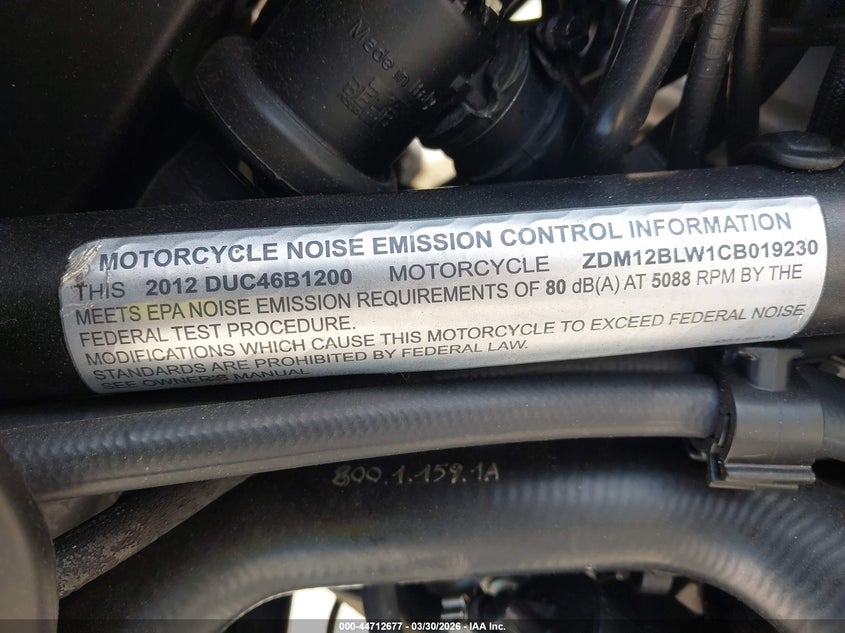 Made in Italy
MOTORCYCLE NOISE EMISSION CONTROL INFORMATION
THIS 2012 DUC46B1200 MOTORCYCLE ZDM12BLW1CB019230
MEETS EPA NOISE EMISSION REQUIREMENTS OF 80 dB(A) AT 5088 RPM BY THE
FEDERAL TEST PROCEDURE.
MODIFICATIONS WHICH CAUSE THIS MOTORCYCLE TO EXCEED FEDERAL NOISE
STANDARDS ARE PROHIBITED BY FEDERAL LAW.
SEE OWNER'S MANUAL
800.1.159.1A
000-44712677 - 03/30/2026 - IAA Inc.